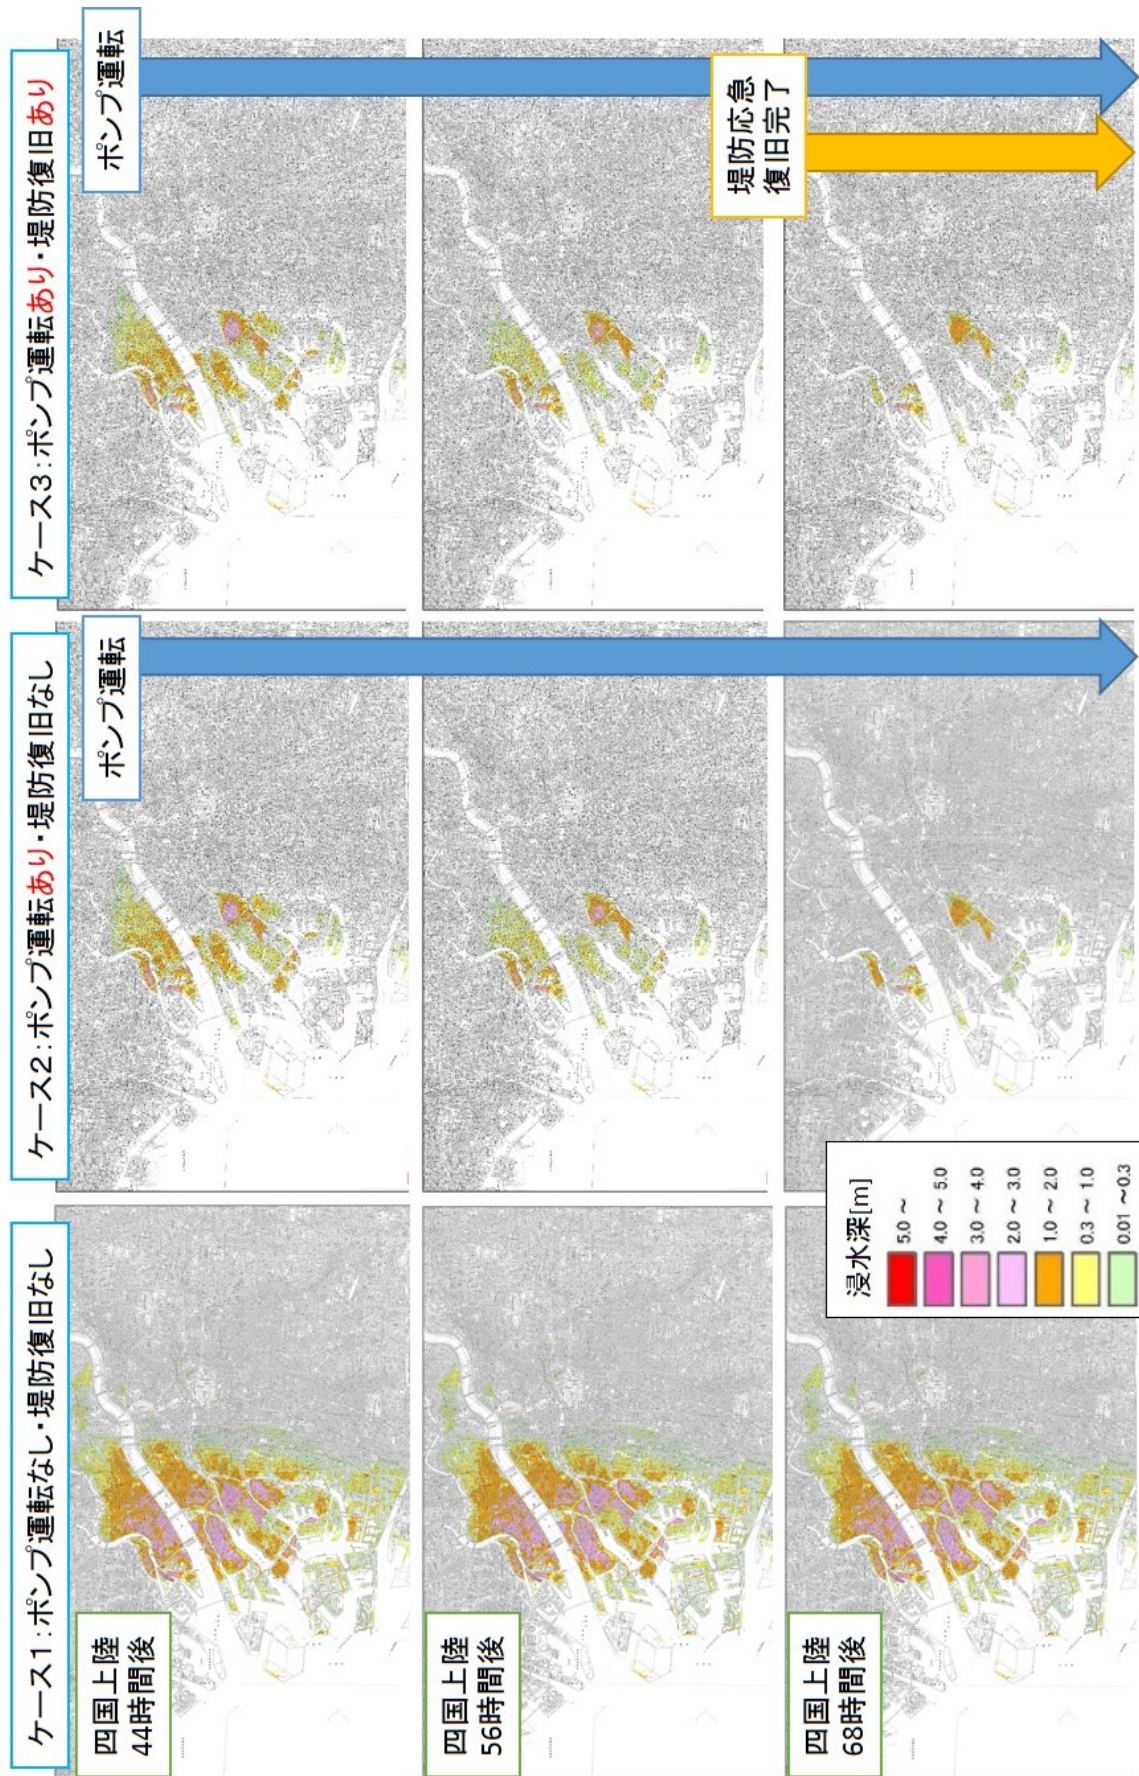 ケース1：ポンプ運転なし・堤防復旧なし
ケース2：ポンプ運転あり・堤防復旧なし
ケース3：ポンプ運転あり・堤防復旧あり
四国上陸
44時間後
ポンプ運転
ポンプ運転
四国上陸
56時間後
堤防応急
復旧完了
四国上陸
68時間後
浸水深[m]
5.0 ～
4.0 ～ 5.0
3.0 ～ 4.0
2.0 ～ 3.0
1.0 ～ 2.0
0.3 ～ 1.0
0.01 ～0.3